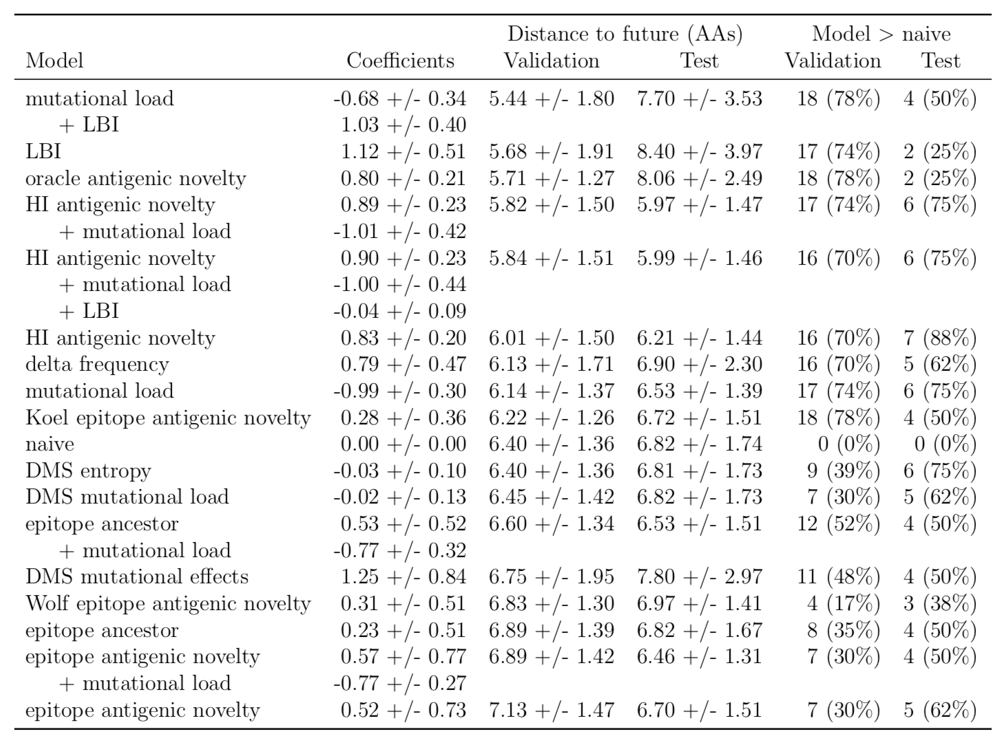 Distance to future (AAs) Model > naive
Model Coefficients Validation Test Validation Test
mutational load -0.68 +/- 0.34 5.44 +/- 1.80 7.70 +/- 3.53 18 (78%) 4 (50%)
+ LBI 1.03 +/- 0.40
LBI 1.12 +/- 0.51 5.68 +/- 1.91 8.40 +/- 3.97 17 (74%) 2 (25%)
oracle antigenic novelty 0.80 +/- 0.21 5.71 +/- 1.27 8.06 +/- 2.49 18 (78%) 2 (25%)
HI antigenic novelty 0.89 +/- 0.23 5.82 +/- 1.50 5.97 +/- 1.47 17 (74%) 6 (75%)
+ mutational load -1.01 +/- 0.42
HI antigenic novelty 0.90 +/- 0.23 5.84 +/- 1.51 5.99 +/- 1.46 16 (70%) 6 (75%)
+ mutational load -1.00 +/- 0.44
+ LBI -0.04 +/- 0.09
HI antigenic novelty 0.83 +/- 0.20 6.01 +/- 1.50 6.21 +/- 1.44 16 (70%) 7 (88%)
delta frequency 0.79 +/- 0.47 6.13 +/- 1.71 6.90 +/- 2.30 16 (70%) 5 (62%)
mutational load -0.99 +/- 0.30 6.14 +/- 1.37 6.53 +/- 1.39 17 (74%) 6 (75%)
Koel epitope antigenic novelty 0.28 +/- 0.36 6.22 +/- 1.26 6.72 +/- 1.51 18 (78%) 4 (50%)
naive 0.00 +/- 0.00 6.40 +/- 1.36 6.82 +/- 1.74 0 (0%) 0 (0%)
DMS entropy -0.03 +/- 0.10 6.40 +/- 1.36 6.81 +/- 1.73 9 (39%) 6 (75%)
DMS mutational load -0.02 +/- 0.13 6.45 +/- 1.42 6.82 +/- 1.73 7 (30%) 5 (62%)
epitope ancestor 0.53 +/- 0.52 6.60 +/- 1.34 6.53 +/- 1.51 12 (52%) 4 (50%)
+ mutational load -0.77 +/- 0.32
DMS mutational effects 1.25 +/- 0.84 6.75 +/- 1.95 7.80 +/- 2.97 11 (48%) 4 (50%)
Wolf epitope antigenic novelty 0.31 +/- 0.51 6.83 +/- 1.30 6.97 +/- 1.41 4 (17%) 3 (38%)
epitope ancestor 0.23 +/- 0.51 6.89 +/- 1.39 6.82 +/- 1.67 8 (35%) 4 (50%)
epitope antigenic novelty 0.57 +/- 0.77 6.89 +/- 1.42 6.46 +/- 1.31 7 (30%) 4 (50%)
+ mutational load -0.77 +/- 0.27
epitope antigenic novelty 0.52 +/- 0.73 7.13 +/- 1.47 6.70 +/- 1.51 7 (30%) 5 (62%)